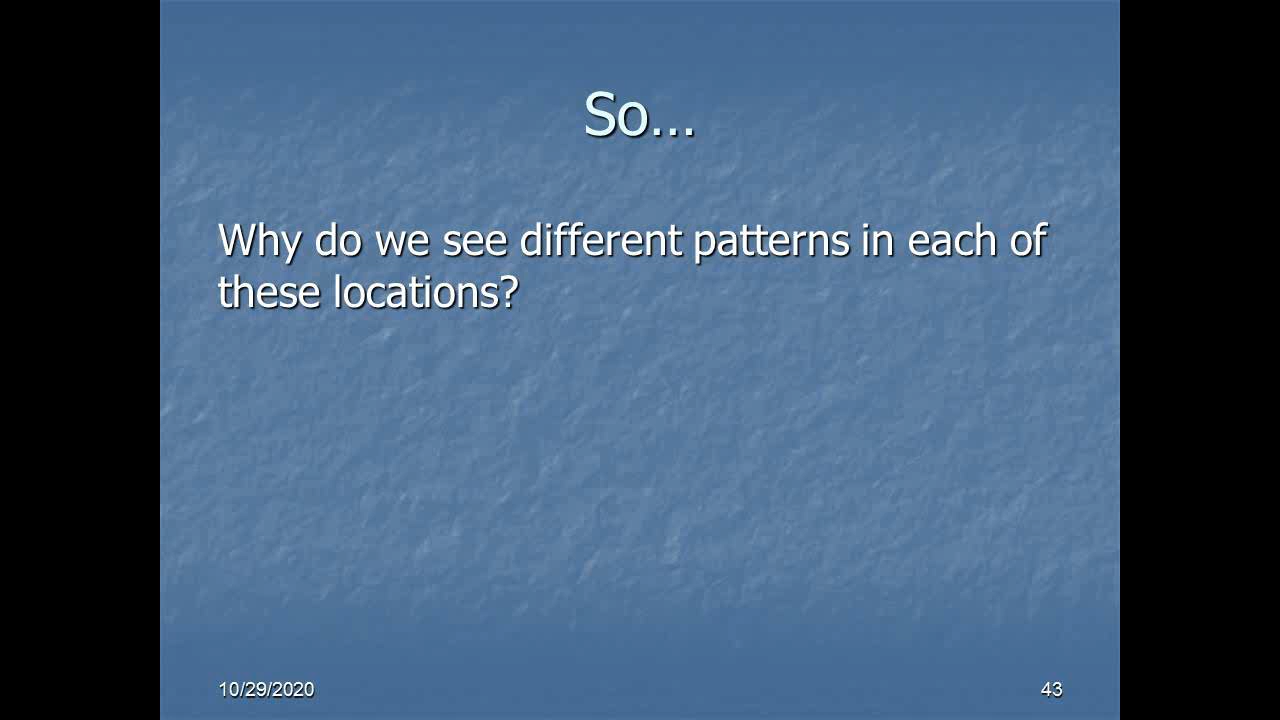 So...
Why do we see different patterns in each of
these locations?
10/29/2020
43